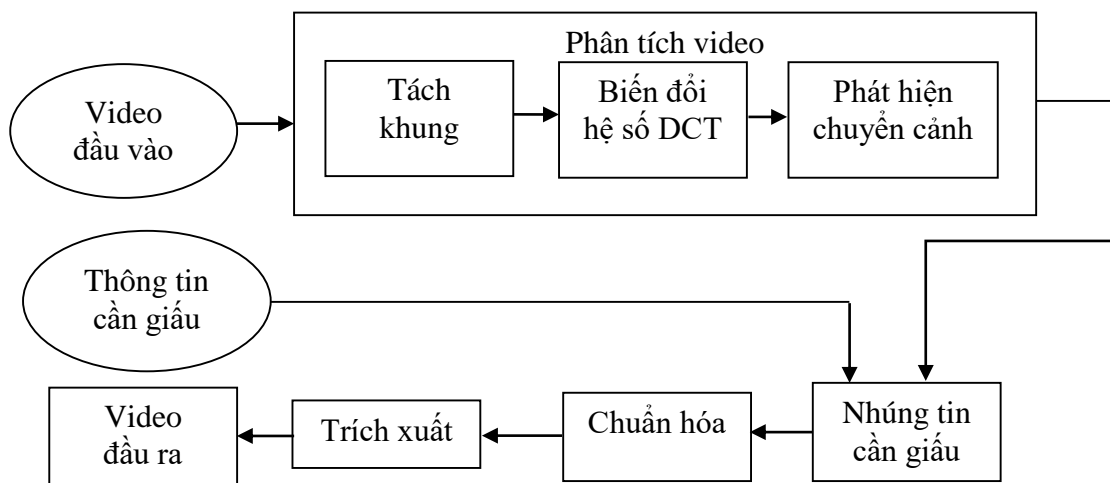 Phân tích video
Video
đầu vào
Tách
khung
Biến đổi
hệ số DCT
Phát hiện
chuyển cảnh
Thông tin
cần giấu
Video
đầu ra
Trích xuất
Chuẩn hóa
Nhúng tin
cần giấu